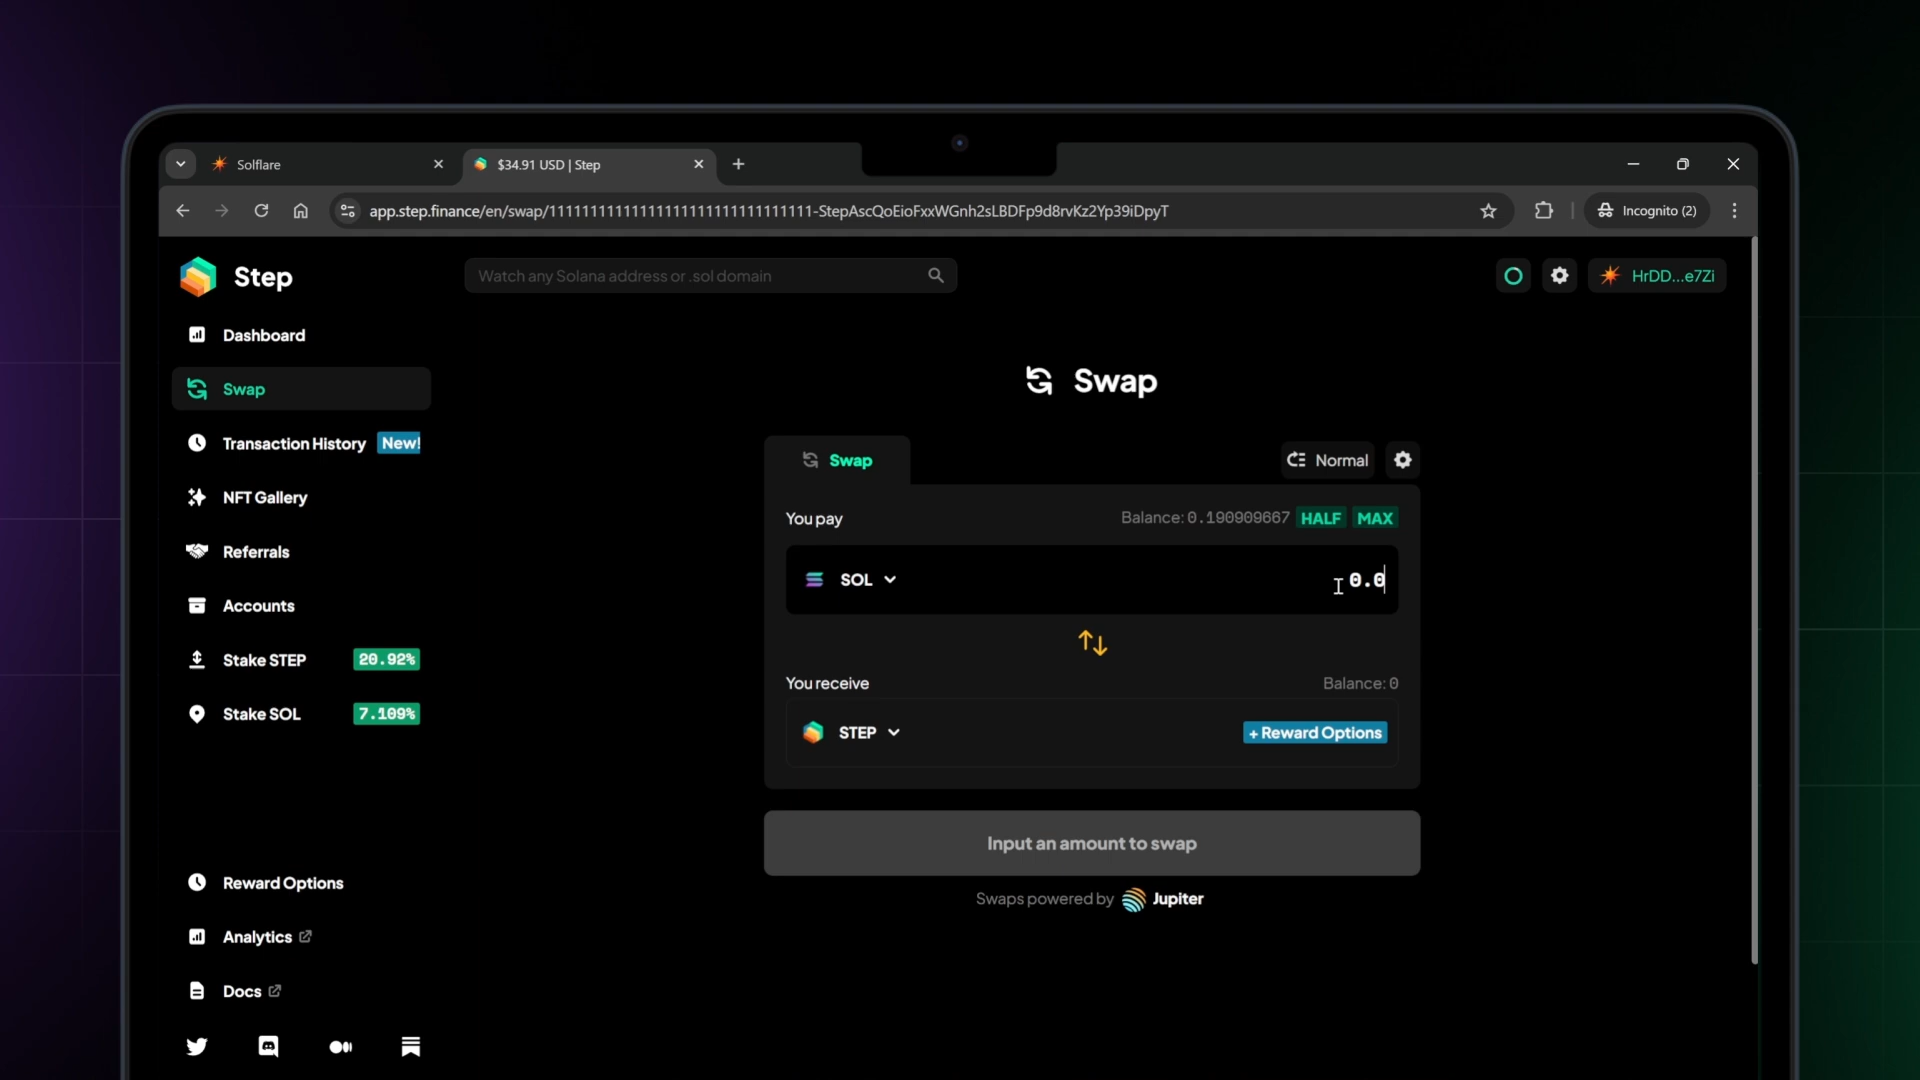 Solflare
$34.91 USD | Step
app.step.finance/en/swap/11111111111111111111111111111111-StepAscQoEioFxxWGnh2sLBDFp9d8rvKz2Yp39iDpyT
Incognito (2)
Step
Watch any Solana address or .sol domain
HrDD...e7Zi
Dashboard
Swap
Transaction History New!
NFT Gallery
Referrals
Accounts
Stake STEP 20.92%
Stake SOL 7.109%
Reward Options
Analytics
Docs
Swap
Swap
Normal
You pay
Balance: 0.190909667 HALF MAX
SOL
0.0
You receive
Balance: 0
STEP
+ Reward Options
Input an amount to swap
Swaps powered by Jupiter